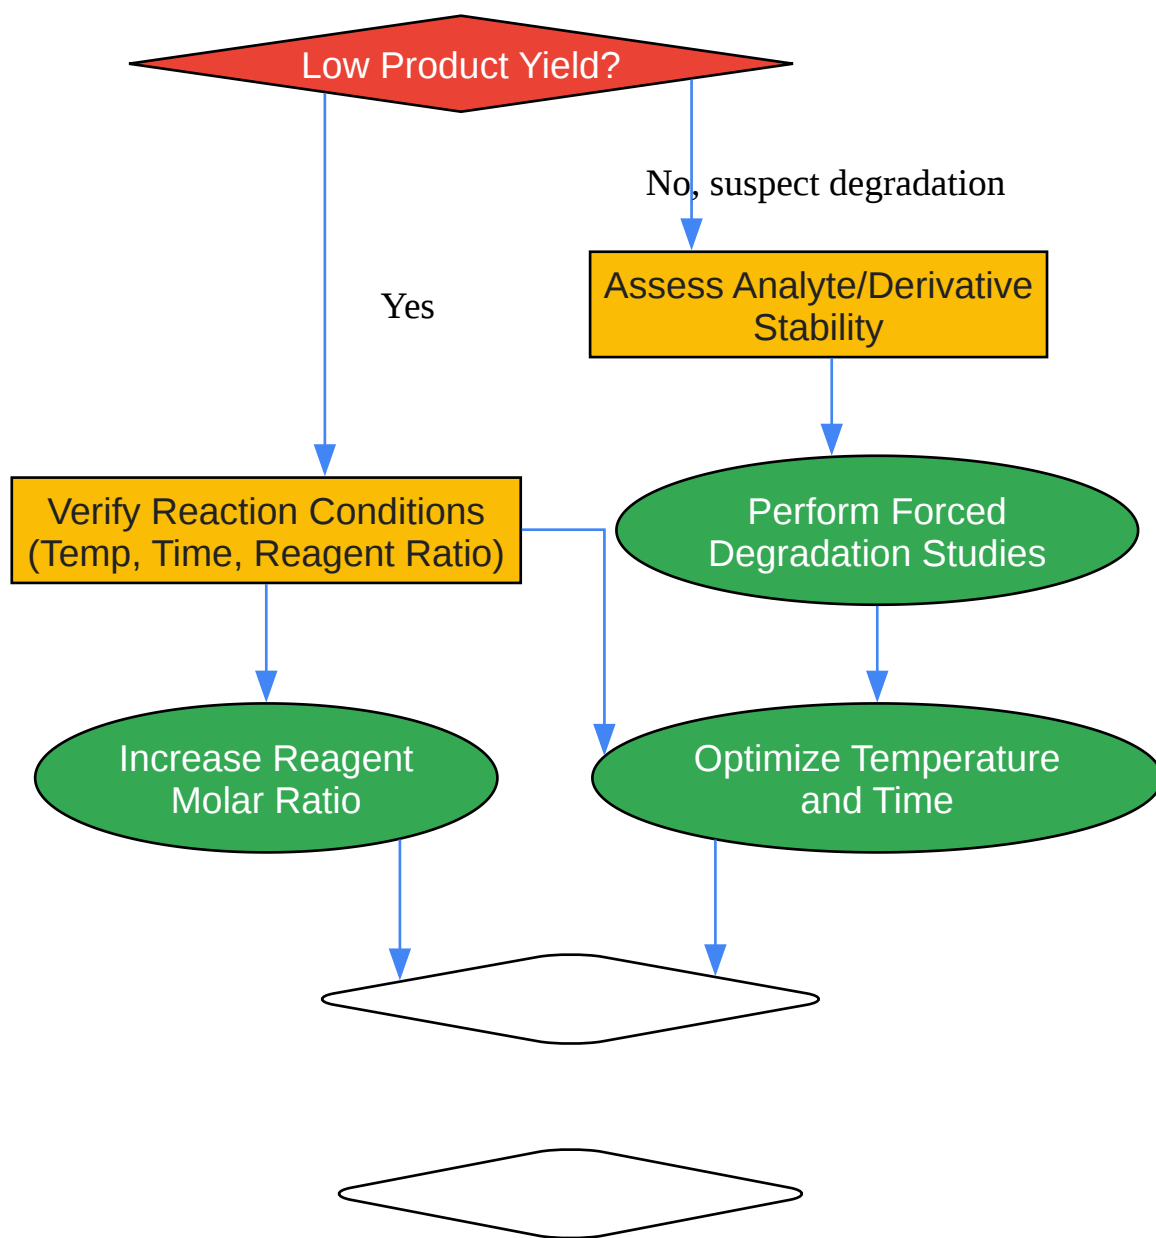 Low Product Yield?
No, suspect degradation
Assess Analyte/Derivative
Stability
Yes
Verify Reaction Conditions
(Temp, Time, Reagent Ratio)
Perform Forced
Degradation Studies
Increase Reagent
Molar Ratio
Optimize Temperature
and Time